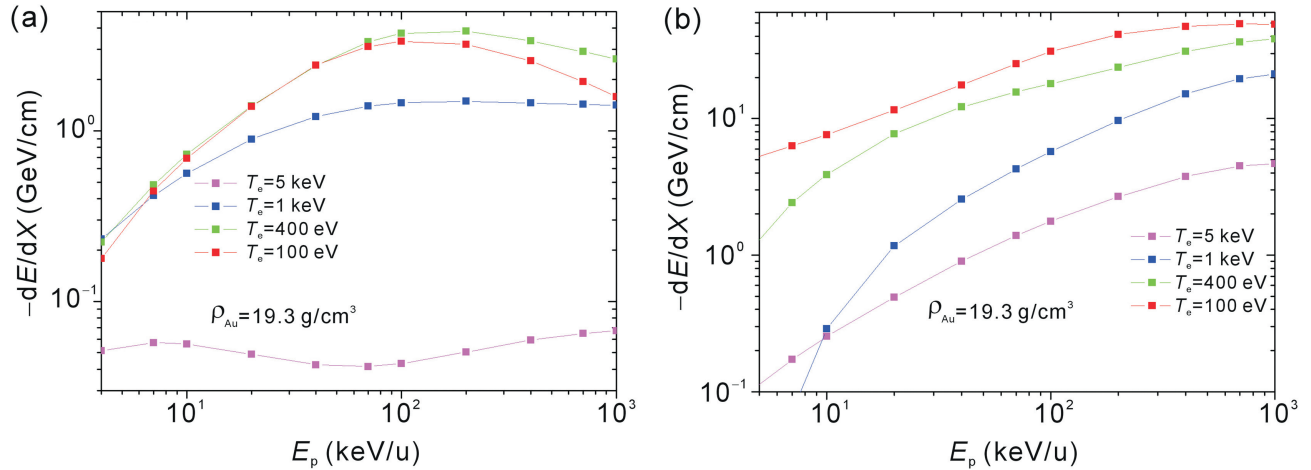 (a)
−dE/dX (GeV/cm)
10⁰
10⁻¹
Tₑ=5 keV
Tₑ=1 keV
Tₑ=400 eV
Tₑ=100 eV
ρAu=19.3 g/cm³
10¹ 10² 10³
Eₚ (keV/u)
(b)
−dE/dX (GeV/cm)
10¹
10⁰
10⁻¹
Tₑ=5 keV
Tₑ=1 keV
Tₑ=400 eV
Tₑ=100 eV
ρAu=19.3 g/cm³
10¹ 10² 10³
Eₚ (keV/u)